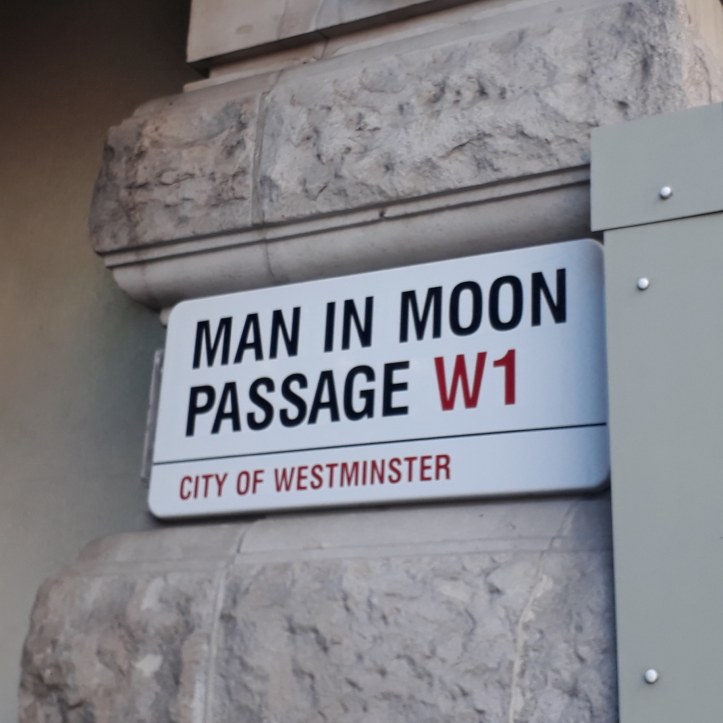 MAN IN MOON
PASSAGE W1
CITY OF WESTMINSTER